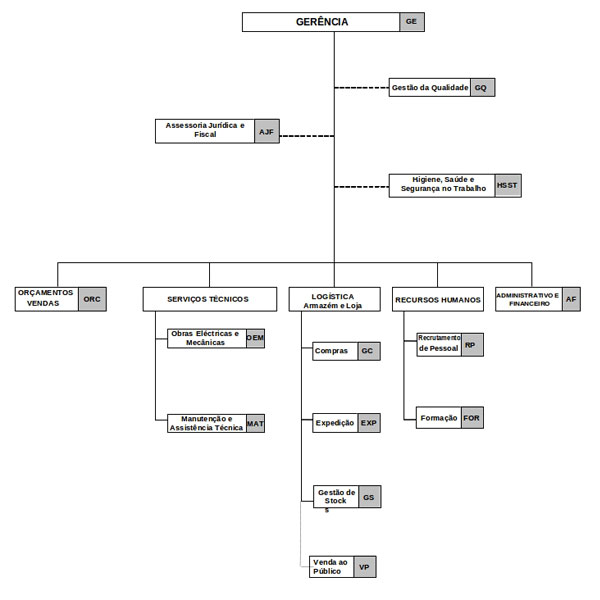 GERÊNCIA GE
Gestão da Qualidade GQ
Assessoria Jurídica e
Fiscal
AJF
Higiene, Saúde e
Segurança no Trabalho
HSST
ORÇAMENTOS
VENDAS
ORC
SERVIÇOS TÉCNICOS
LOGÍSTICA
Armazém e Loja
RECURSOS HUMANOS
ADMINISTRATIVO E
FINANCEIRO
AF
Obras Eléctricas e
Mecânicas
OEM
Recrutamento
de Pessoal
RP
Compras GC
Manutenção e
Assistência Técnica
MAT
Expedição EXP
Formação FOR
Gestão de
Stock
s
GS
Venda ao
Público
VP